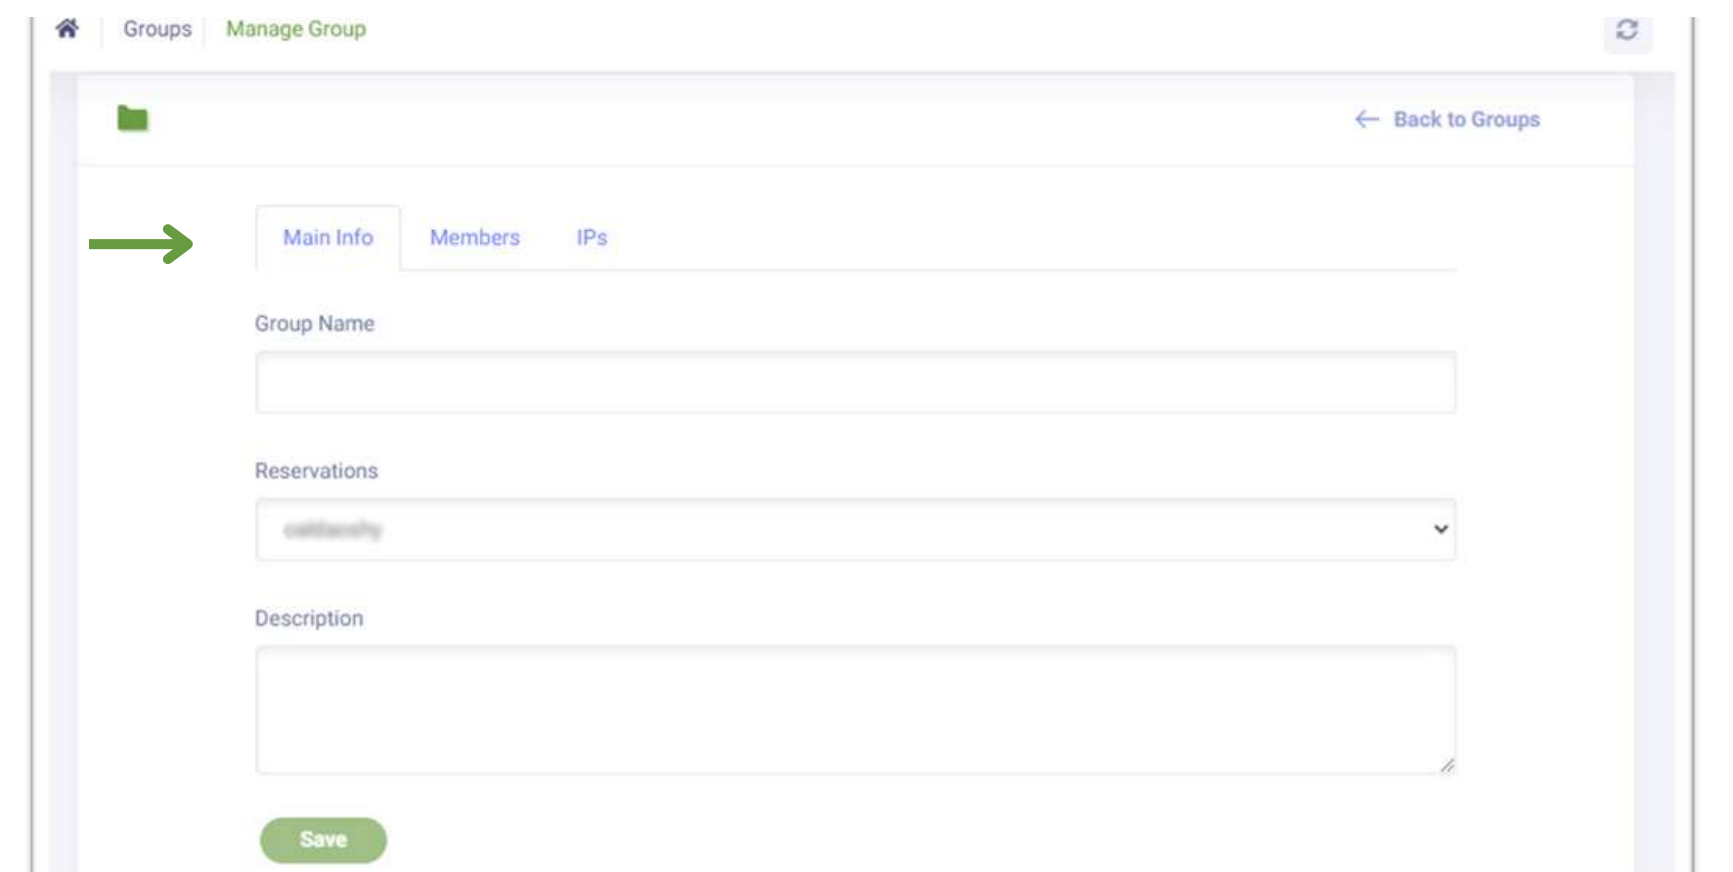 Groups Manage Group
Back to Groups
Main Info Members IPs
Group Name
Reservations
Description
Save